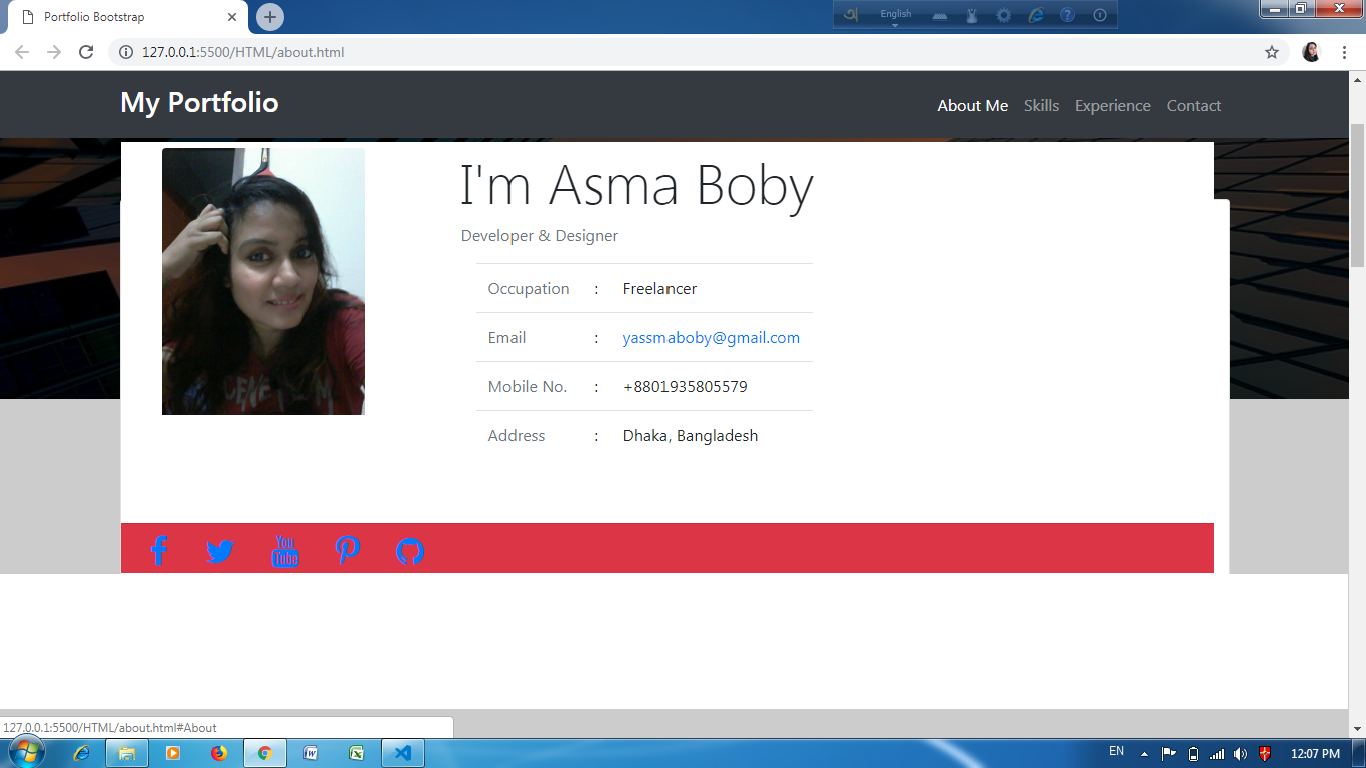 Portfolio Bootstrap
English
127.0.0.1:5500/HTML/about.html
My Portfolio
About Me Skills Experience Contact
I'm Asma Boby
Developer & Designer
Occupation : Freelancer
Email : yassmaboby@gmail.com
Mobile No. : +8801935805579
Address : Dhaka, Bangladesh
You
Tube
127.0.0.1:5500/HTML/about.html#About
EN 12:07 PM